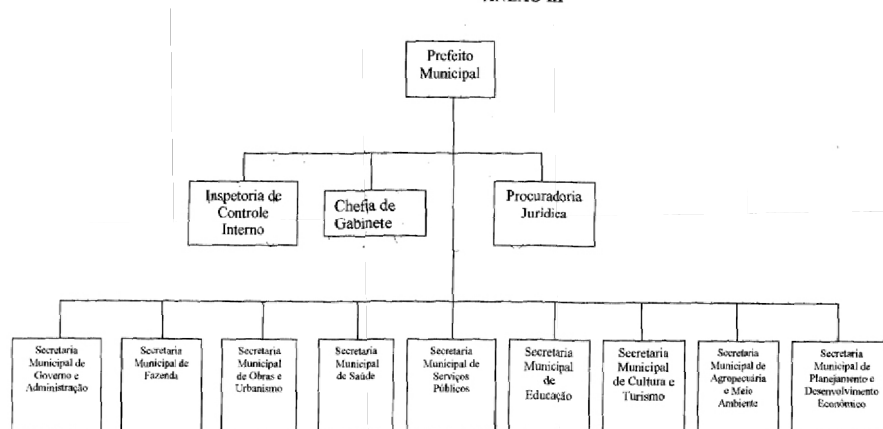 Prefeito
Municipal
Inspetoria de
Controle
Interno
Chefia de
Gabinete
Procuradoria
Jurídica
Secretaria
Municipal de
Governo e
Administração
Secretaria
Municipal de
Fazenda
Secretaria
Municipal
de Obras e
Urbanismo
Secretaria
Municipal
de Saúde
Secretaria
Municipal de
Serviços
Públicos
Secretaria
Municipal
de
Educação
Secretaria
Municipal
de Cultura e
Turismo
Secretaria
Municipal de
Agropecuária
e Meio
Ambiente
Secretaria
Municipal de
Planejamento e
Desenvolvimento
Econômico